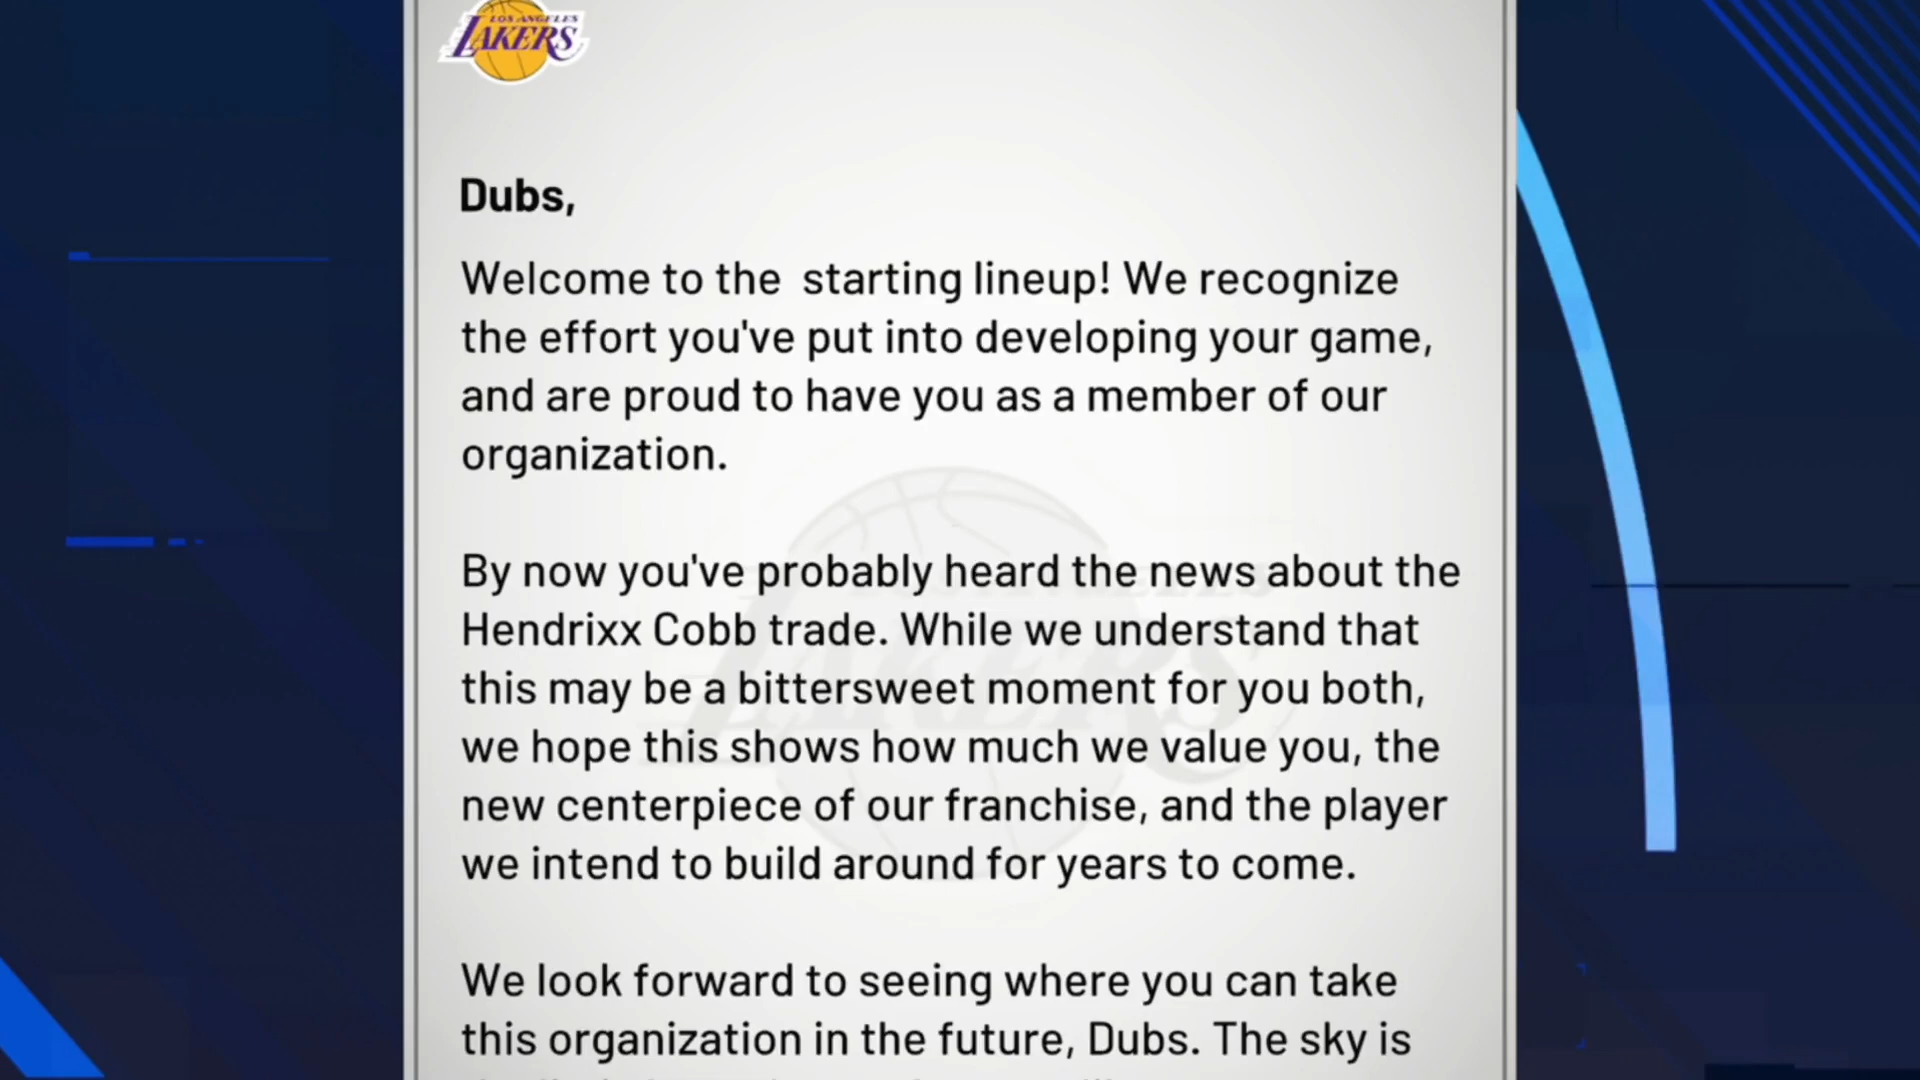 LOS ANGELES
LAKERS
Dubs,
Welcome to the  starting lineup! We recognize
the effort you've put into developing your game,
and are proud to have you as a member of our
organization.
By now you've probably heard the news about the
Hendrixx Cobb trade. While we understand that
this may be a bittersweet moment for you both,
we hope this shows how much we value you, the
new centerpiece of our franchise, and the player
we intend to build around for years to come.
We look forward to seeing where you can take
this organization in the future, Dubs. The sky is